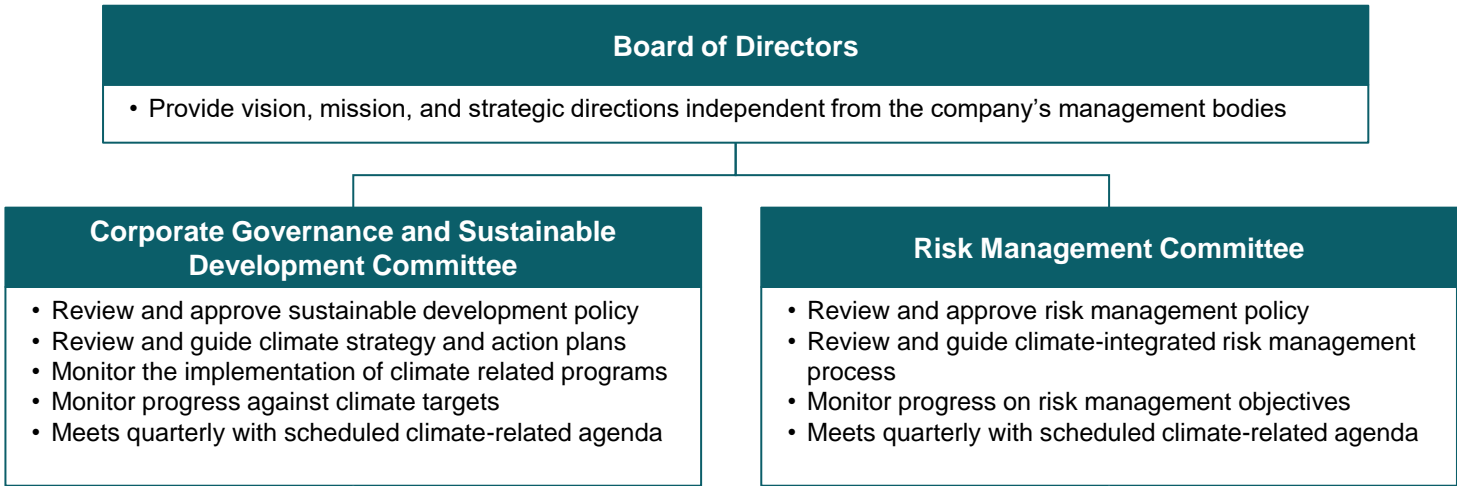 Board of Directors
• Provide vision, mission, and strategic directions independent from the company’s management bodies
Corporate Governance and Sustainable
Development Committee
• Review and approve sustainable development policy
• Review and guide climate strategy and action plans
• Monitor the implementation of climate related programs
• Monitor progress against climate targets
• Meets quarterly with scheduled climate-related agenda
Risk Management Committee
• Review and approve risk management policy
• Review and guide climate-integrated risk management
process
• Monitor progress on risk management objectives
• Meets quarterly with scheduled climate-related agenda